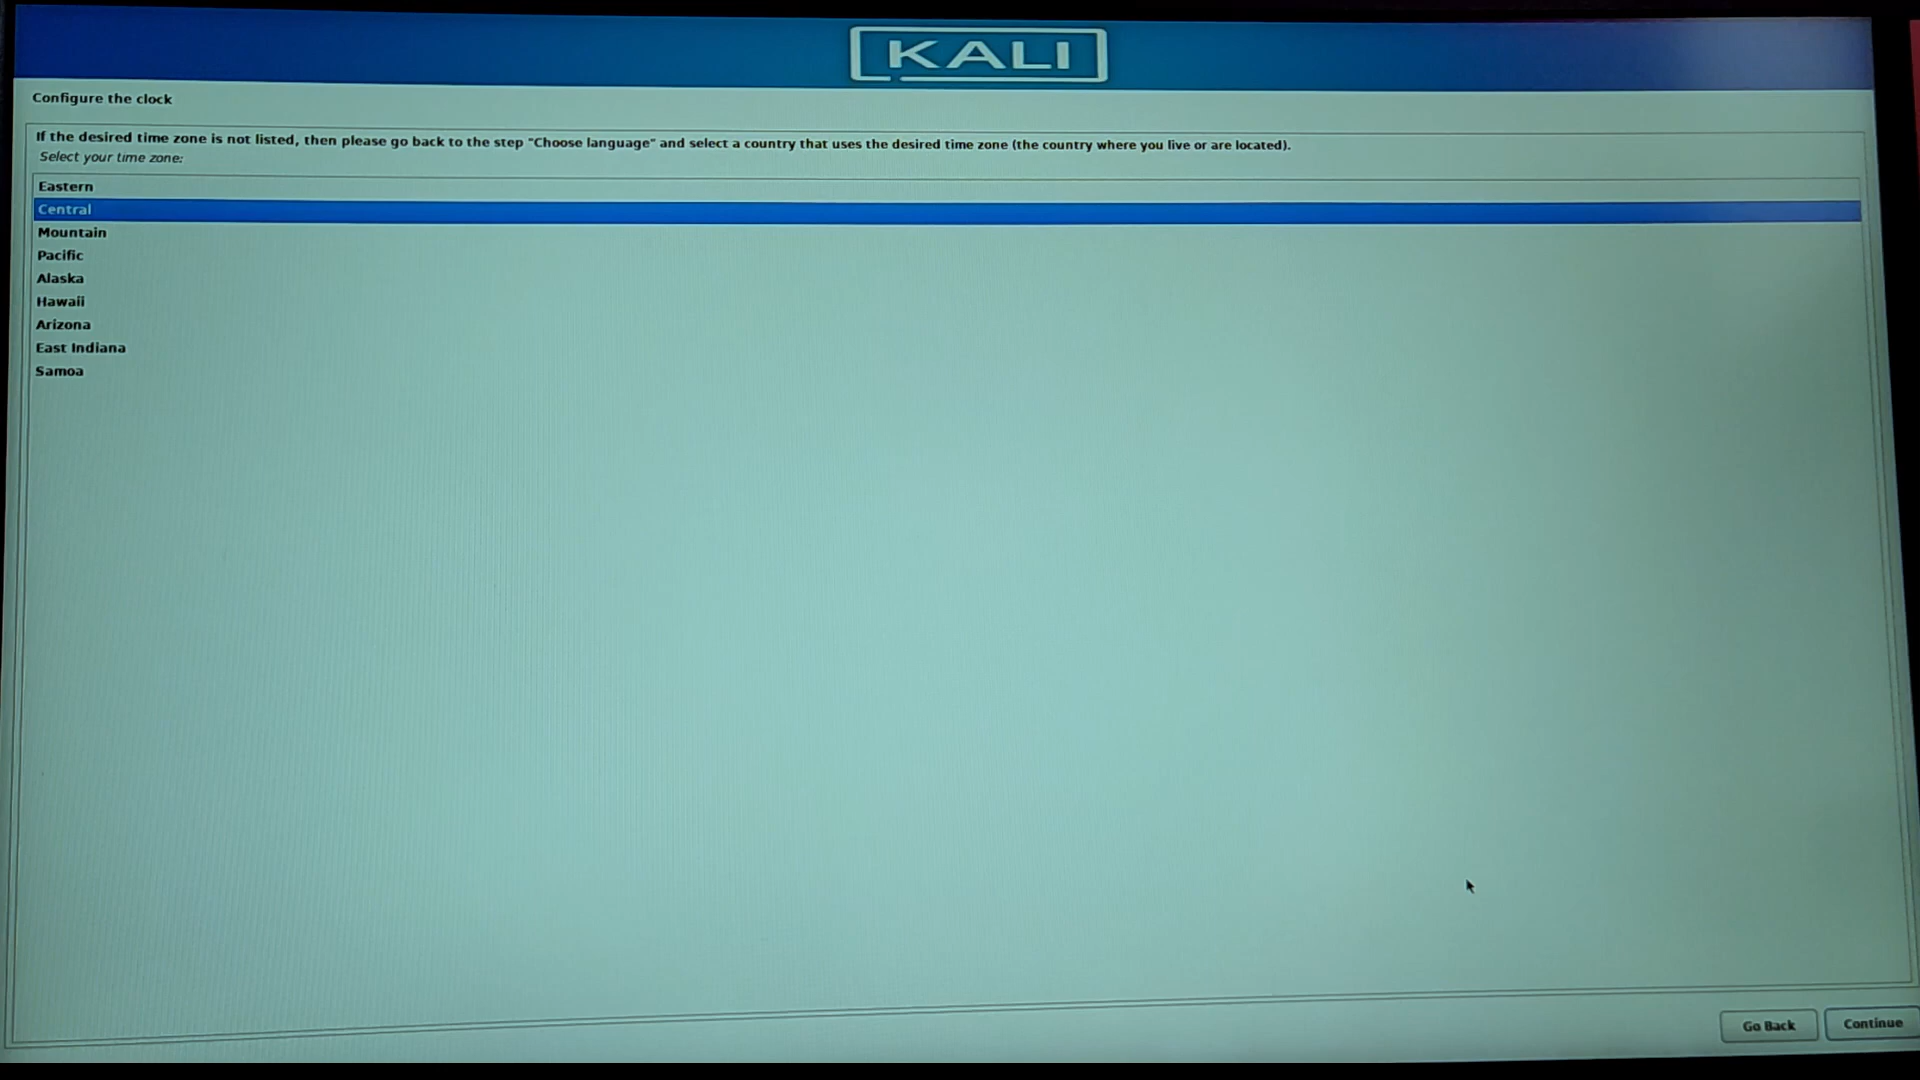 KALI
Configure the clock
If the desired time zone is not listed, then please go back to the step "Choose language" and select a country that uses the desired time zone (the country where you live or are located).
Select your time zone:
Eastern
Central
Mountain
Pacific
Alaska
Hawaii
Arizona
East Indiana
Samoa
Go Back
Continue